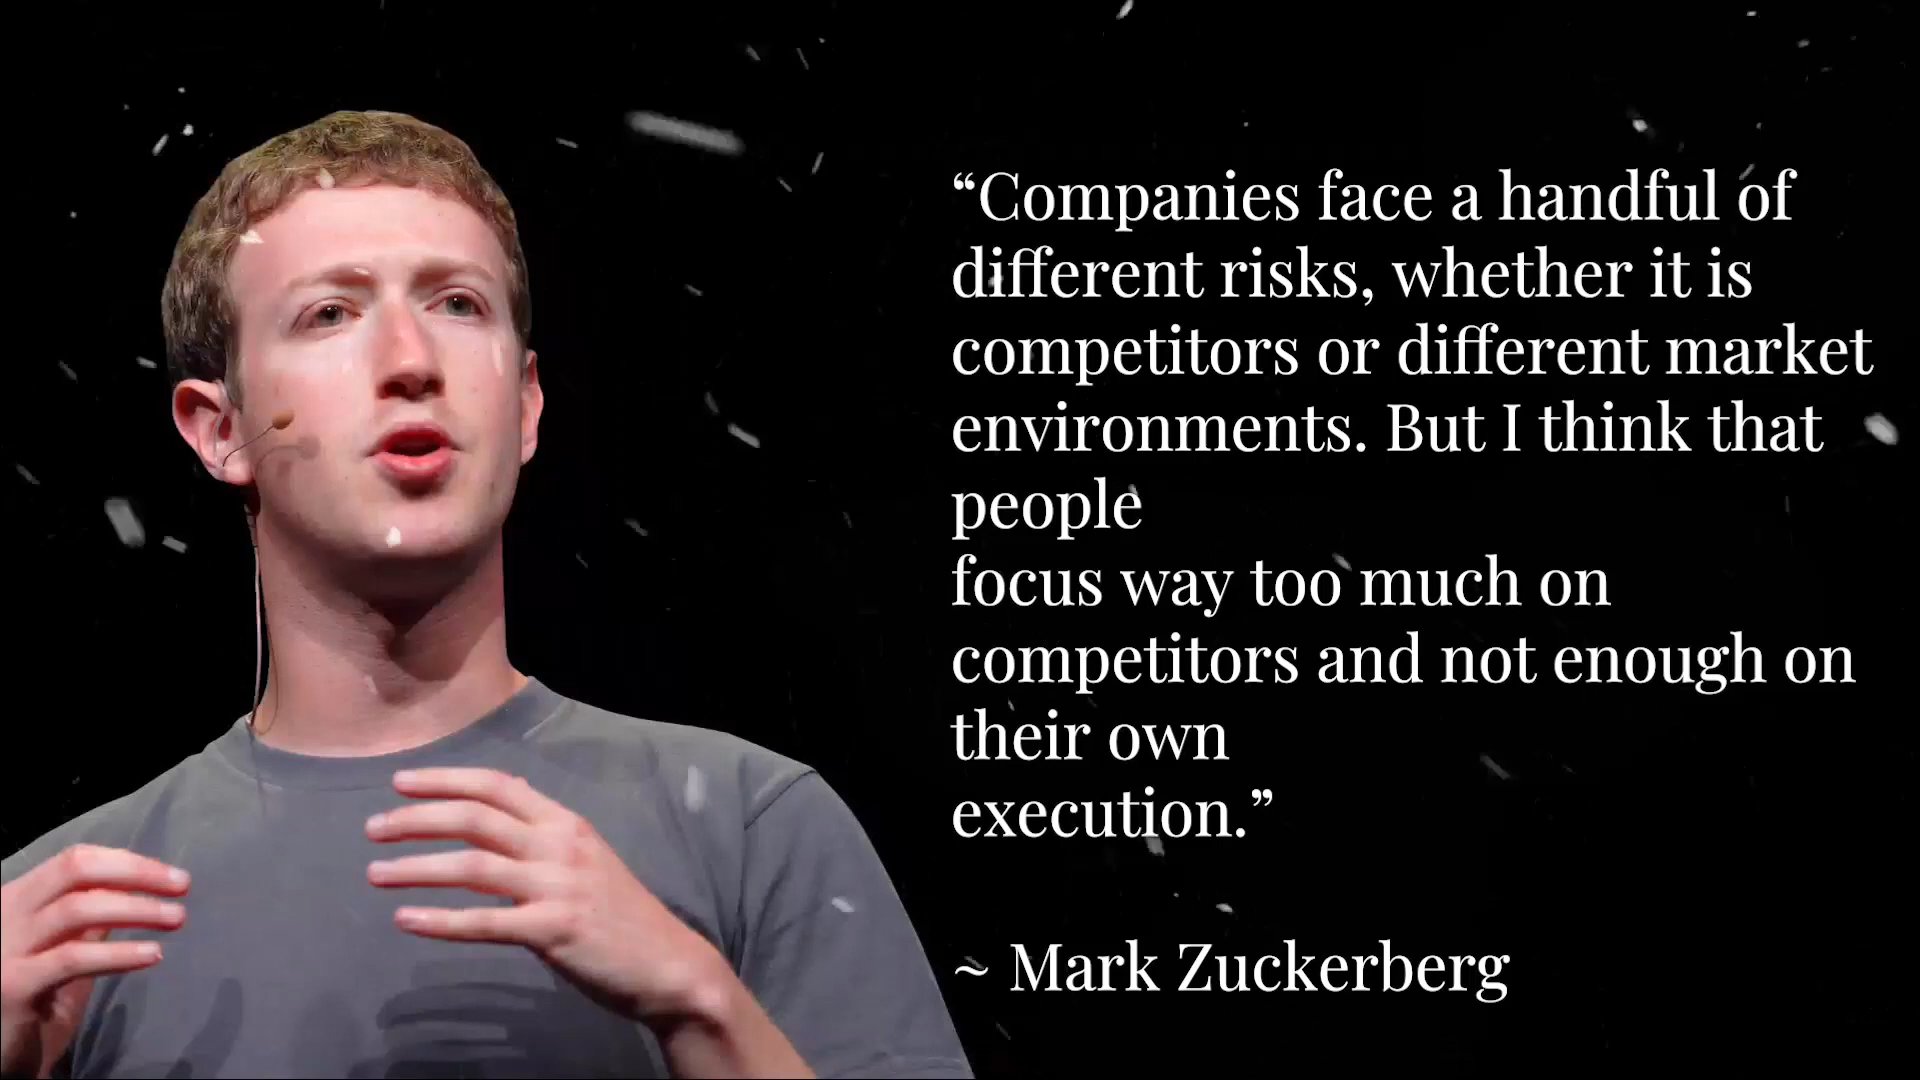 “Companies face a handful of
different risks, whether it is
competitors or different market
environments. But I think that
people
focus way too much on
competitors and not enough on
their own
execution.”
~ Mark Zuckerberg